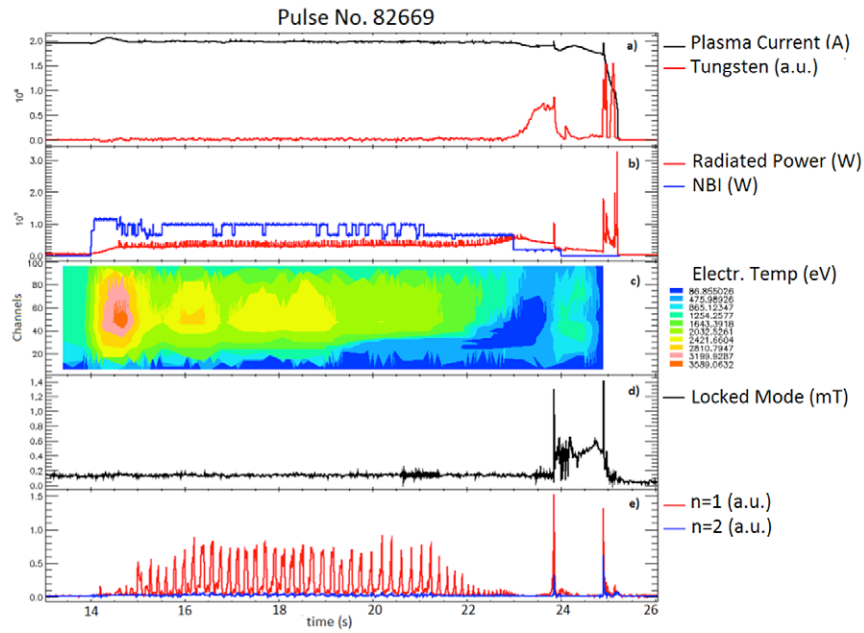 Pulse No. 82669
a)
Plasma Current (A)
Tungsten (a.u.)
2.0
1.5
1.0
0.5
0.0
b)
Radiated Power (W)
NBI (W)
3.0
2.0
1.0
0.0
c)
Electr. Temp (eV)
Channels
100
80
60
40
20
86.855026
475.98926
865.12347
1254.2577
1643.3918
2032.5261
2421.6604
2810.7947
3199.9287
3589.0632
d)
Locked Mode (mT)
1,4
1,2
1.0
0.8
0.6
0.4
0.2
0.0
e)
n=1 (a.u.)
n=2 (a.u.)
1.5
1.0
0.5
0.0
14 16 18 20 22 24 26
time (s)